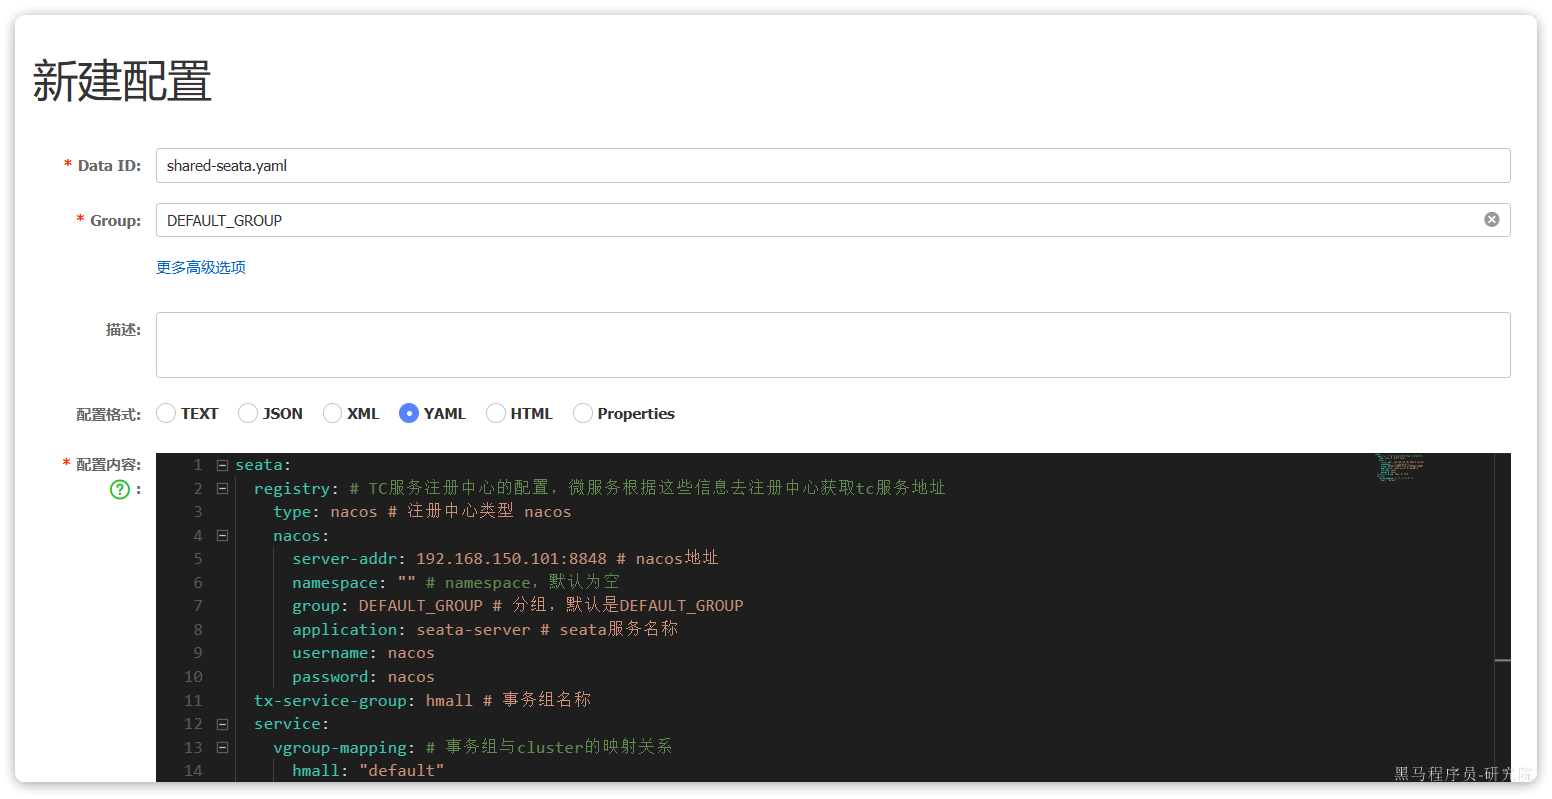 新建配置
* Data ID: shared-seata.yaml
* Group: DEFAULT_GROUP
更多高级选项
描述:
配置格式: TEXT JSON XML YAML HTML Properties
* 配置内容:
? :
1 seata:
2 registry: # TC服务注册中心的配置，微服务根据这些信息去注册中心获取tc服务地址
3 type: nacos # 注册中心类型 nacos
4 nacos:
5 server-addr: 192.168.150.101:8848 # nacos地址
6 namespace: "" # namespace，默认为空
7 group: DEFAULT_GROUP # 分组，默认是DEFAULT_GROUP
8 application: seata-server # seata服务名称
9 username: nacos
10 password: nacos
11 tx-service-group: hmall # 事务组名称
12 service:
13 vgroup-mapping: # 事务组与cluster的映射关系
14 hmall: "default"
黑马程序员-研究院